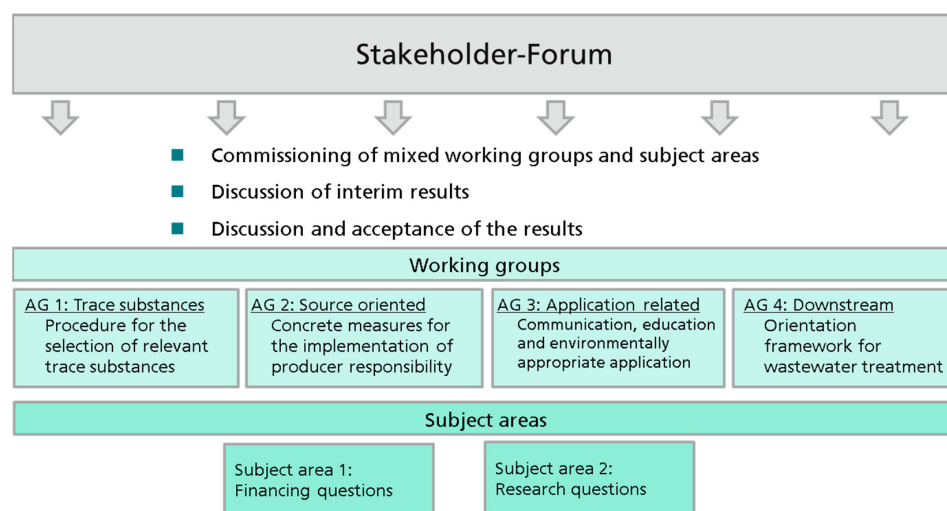 Stakeholder-Forum
Commissioning of mixed working groups and subject areas
Discussion of interim results
Discussion and acceptance of the results
Working groups
AG 1: Trace substances
Procedure for the
selection of relevant
trace substances
AG 2: Source oriented
Concrete measures for
the implementation of
producer responsibility
AG 3: Application related
Communication, education
and environmentally
appropriate application
AG 4: Downstream
Orientation
framework for
wastewater treatment
Subject areas
Subject area 1:
Financing questions
Subject area 2:
Research questions